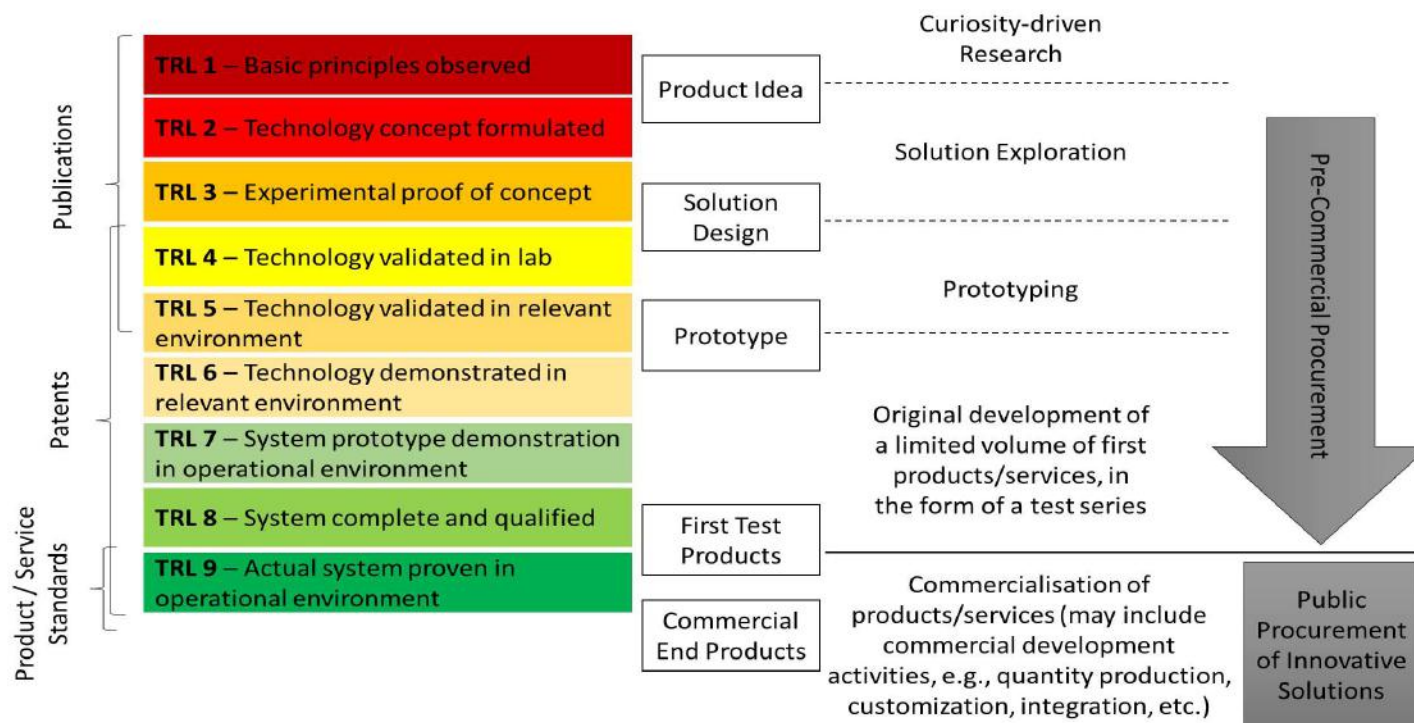 Publications
Patents
Product / Service
Standards
TRL 1 – Basic principles observed
TRL 2 – Technology concept formulated
TRL 3 – Experimental proof of concept
TRL 4 – Technology validated in lab
TRL 5 – Technology validated in relevant
environment
TRL 6 – Technology demonstrated in
relevant environment
TRL 7 – System prototype demonstration
in operational environment
TRL 8 – System complete and qualified
TRL 9 – Actual system proven in
operational environment
Product Idea
Solution
Design
Prototype
First Test
Products
Commercial
End Products
Curiosity-driven
Research
Solution Exploration
Prototyping
Original development of
a limited volume of first
products/services, in
the form of a test series
Commercialisation of
products/services (may include
commercial development
activities, e.g., quantity production,
customization, integration, etc.)
Pre-Commercial Procurement
Public
Procurement
of Innovative
Solutions